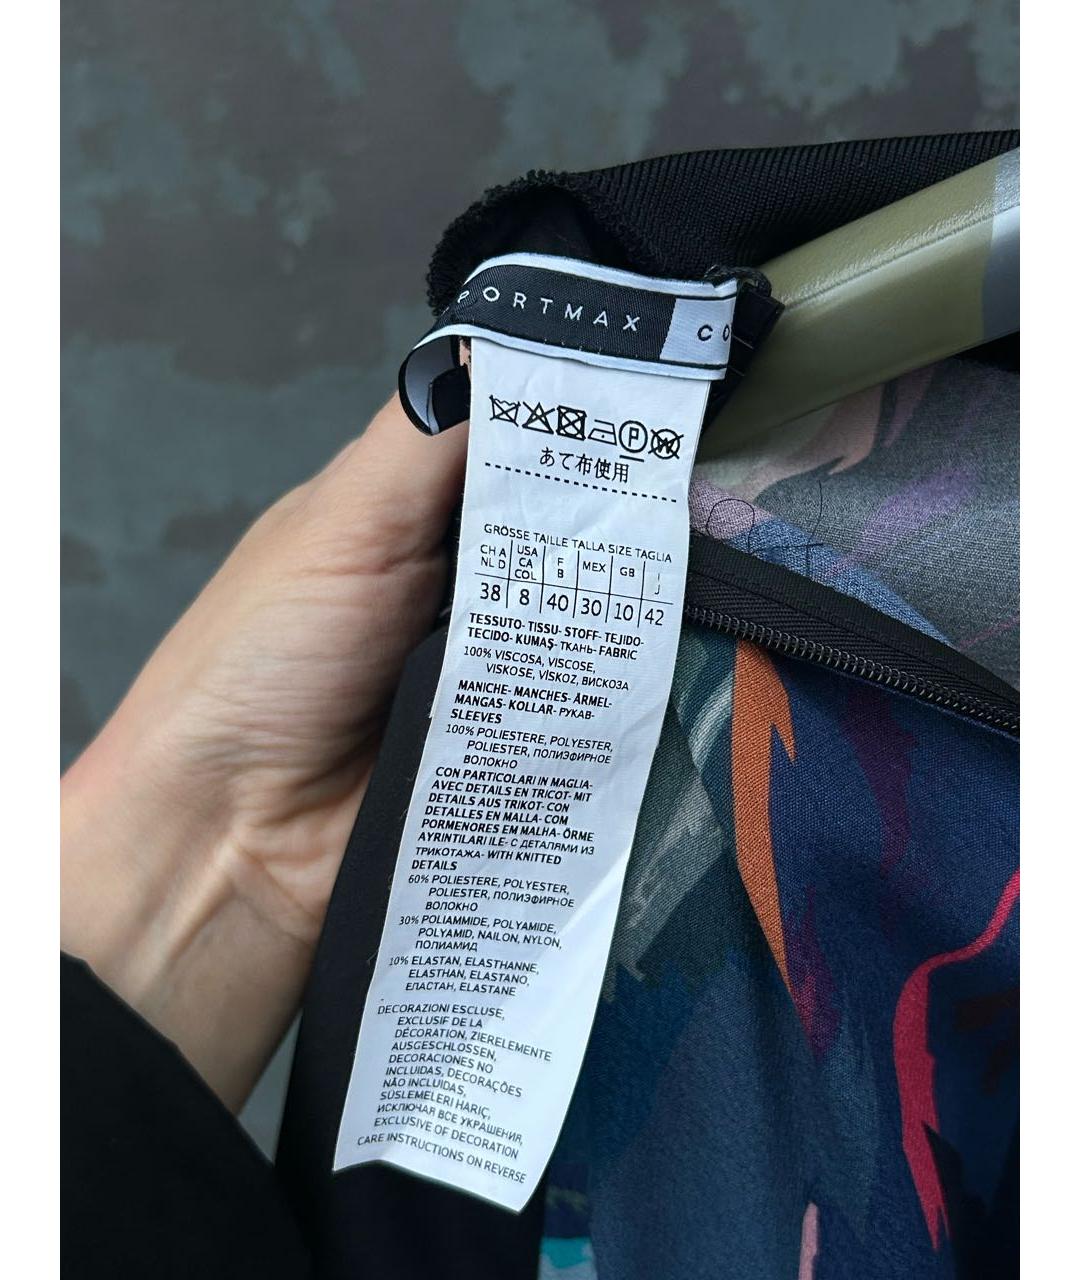 PORTMAX CO
あて布使用
GRÖSSE TAILLE TALLA SIZE TAGLIA
CH A NL D USA CA COL F B MEX GB I J
38 8 40 30 10 42
TESSUTO- TISSU- STOFF- TEJIDO-
TECIDO- KUMAŞ- ТКАНЬ- FABRIC
100% VISCOSA, VISCOSE,
VISKOSE, VISKOZ, ВИСКОЗА
MANICHE- MANCHES- ÄRMEL-
MANGAS- KOLLAR- РУКАВ-
SLEEVES
100% POLIESTERE, POLYESTER,
POLIESTER, ПОЛИЭФИРНОЕ
ВОЛОКНО
CON PARTICOLARI IN MAGLIA-
AVEC DETAILS EN TRICOT- MIT
DETAILS AUS TRIKOT- CON
DETALLES EN MALLA- COM
PORMENORES EM MALHA- ÖRME
AYRINTILARI ILE- С ДЕТАЛЯМИ ИЗ
ТРИКОТАЖА- WITH KNITTED
DETAILS
60% POLIESTERE, POLYESTER,
POLIESTER, ПОЛИЭФИРНОЕ
ВОЛОКНО
30% POLIAMMIDE, POLYAMIDE,
POLYAMID, NAILON, NYLON,
ПОЛИАМИД
10% ELASTAN, ELASTHANNE,
ELASTHAN, ELASTANO,
ЕЛАСТАН, ELASTANE
DECORAZIONI ESCLUSE,
EXCLUSIF DE LA
DÉCORATION, ZIERELEMENTE
AUSGESCHLOSSEN,
DECORACIONES NO
INCLUIDAS, DECORAÇÕES
NÃO INCLUIDAS,
SÜSLEMELERI HARIÇ,
ИСКЛЮЧАЯ ВСЕ УКРАШЕНИЯ,
EXCLUSIVE OF DECORATION
CARE INSTRUCTIONS ON REVERSE